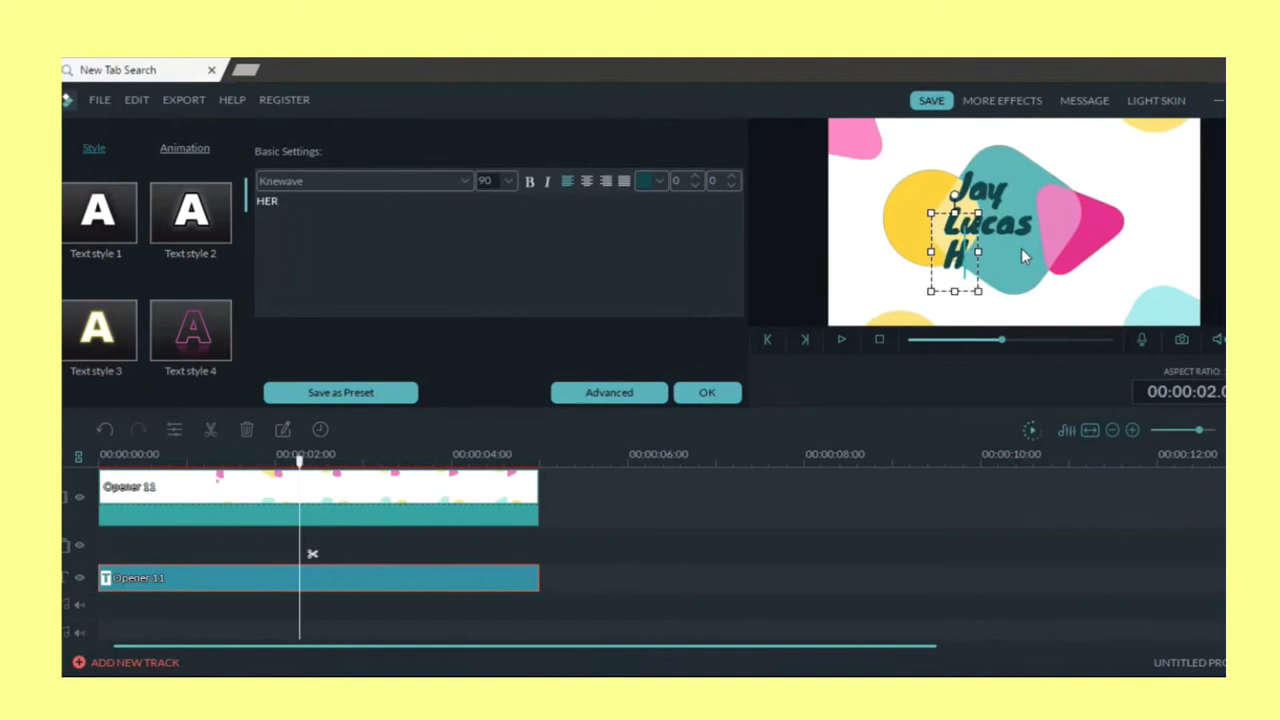 New Tab Search
FILE EDIT EXPORT HELP REGISTER
SAVE MORE EFFECTS MESSAGE LIGHT SKIN
Style Animation
Basic Settings:
Knewave 90 B I 0 0
HER
A A
Text style 1 Text style 2
A A
Text style 3 Text style 4
Save as Preset Advanced OK
Jay
Lucas
H
ASPECT RATIO:
00:00:02.0
00:00:00:00 00:00:02:00 00:00:04:00 00:00:06:00 00:00:08:00 00:00:10:00 00:00:12:00
Opener 11
T Opener 11
ADD NEW TRACK
UNTITLED PRO